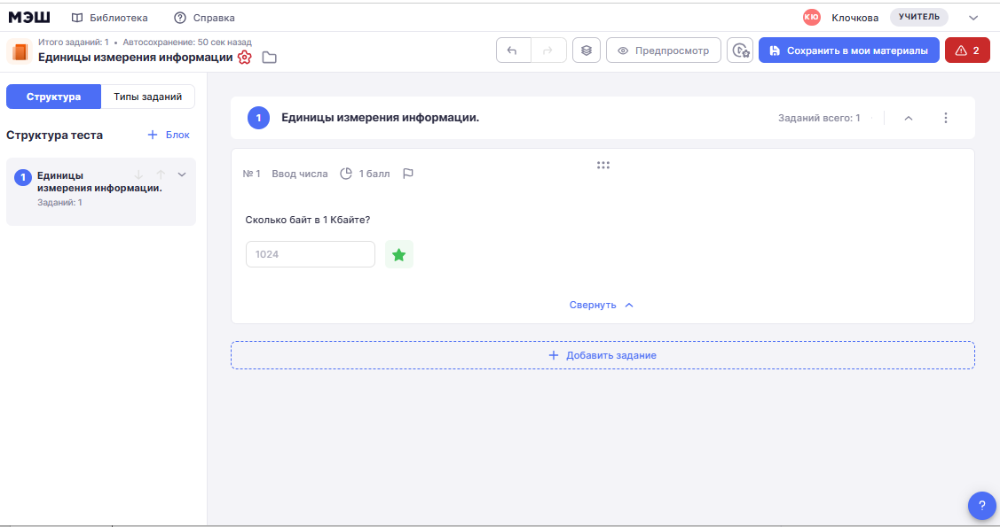 МЭШ Библиотека Справка КЮ Клочкова УЧИТЕЛЬ
Итого заданий: 1 • Автосохранение: 50 сек назад
Единицы измерения информации
Предпросмотр Сохранить в мои материалы 2
Структура Типы заданий
Структура теста + Блок
1 Единицы
измерения информации.
Заданий: 1
1 Единицы измерения информации. Заданий всего: 1
№ 1 Ввод числа 1 балл
Сколько байт в 1 Кбайте?
1024
Свернуть
+ Добавить задание
?